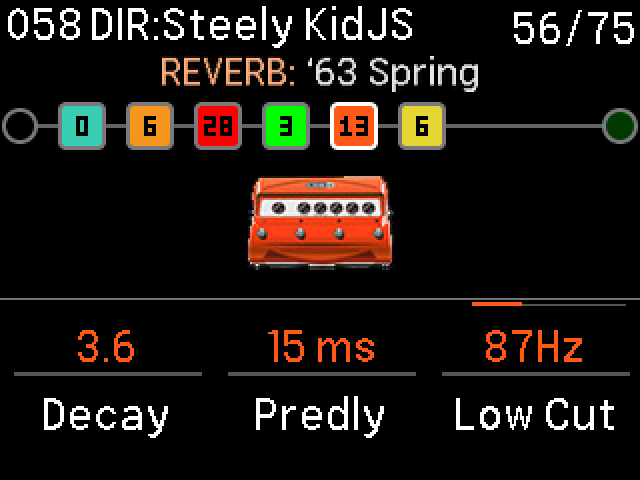 058 DIR:Steely KidJS 56/75
REVERB: '63 Spring
0 6 28 3 13 6
3.6 15 ms 87Hz
Decay Predly Low Cut